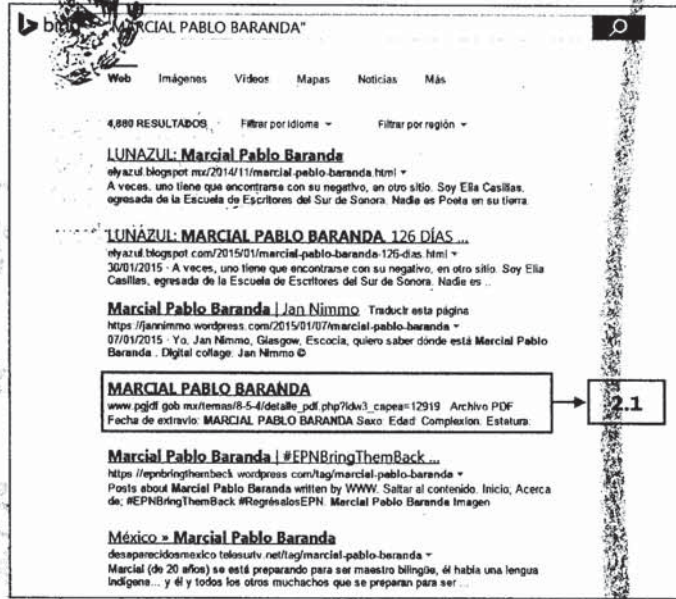 MARCIAL PABLO BARANDA"
Web Imágenes Vídeos Mapas Noticias Más
4,880 RESULTADOS Filtrar por idioma Filtrar por región
LUNAZUL: Marcial Pablo Baranda
elyazul.blogspot mx/2014/11/marcial-pablo-baranda.html
A veces, uno tiene que encontrarse con su negativo, en otro sitio. Soy Elia Casillas,
egresada de la Escuela de Escritores del Sur de Sonora. Nadie es Poeta en su tierra.
LUNAZUL: MARCIAL PABLO BARANDA, 126 DÍAS ...
elyazul.blogspot com/2015/01/marcial-pablo-baranda-126-dias html
30/01/2015 · A veces, uno tiene que encontrarse con su negativo, en otro sitio. Soy Elia
Casillas, egresada de la Escuela de Escritores del Sur de Sonora. Nadie es ..
Marcial Pablo Baranda | Jan Nimmo Traducir esta página
https://jannimmo.wordpress.com/2015/01/07/marcial-pablo-baranda
07/01/2015 · Yo, Jan Nimmo, Glasgow, Escocia, quiero saber dónde está Marcial Pablo
Baranda . Digital collage: Jan Nimmo ©
MARCIAL PABLO BARANDA
www.pgjdf gob mx/temas/8-5-4/detalle_pdf.php?idw3_capea=12919 Archivo PDF
Fecha de extravío: MARCIAL PABLO BARANDA Sexo Edad: Complexion. Estatura:
2.1
Marcial Pablo Baranda | #EPNBringThemBack ...
https //epnbringthemback wordpress com/tag/marcial-pablo-baranda
Posts about Marcial Pablo Baranda written by WWW. Saltar al contenido. Inicio; Acerca
de; #EPNBringThemBack #RegrésalosEPN. Marcial Pablo Baranda Imagen
México » Marcial Pablo Baranda
desaparecidosmexico telesurtv.net/tag/marcial-pablo-baranda
Marcial (de 20 años) se está preparando para ser maestro bilingüe, él habla una lengua
Indígena... y él y todos los otros muchachos que se preparan para ser ...